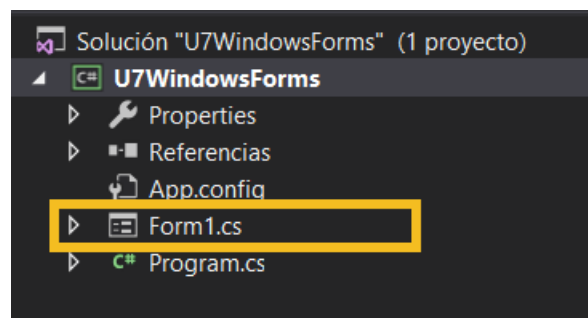 Solución "U7WindowsForms" (1 proyecto)
C# U7WindowsForms
Properties
Referencias
App.config
Form1.cs
C# Program.cs